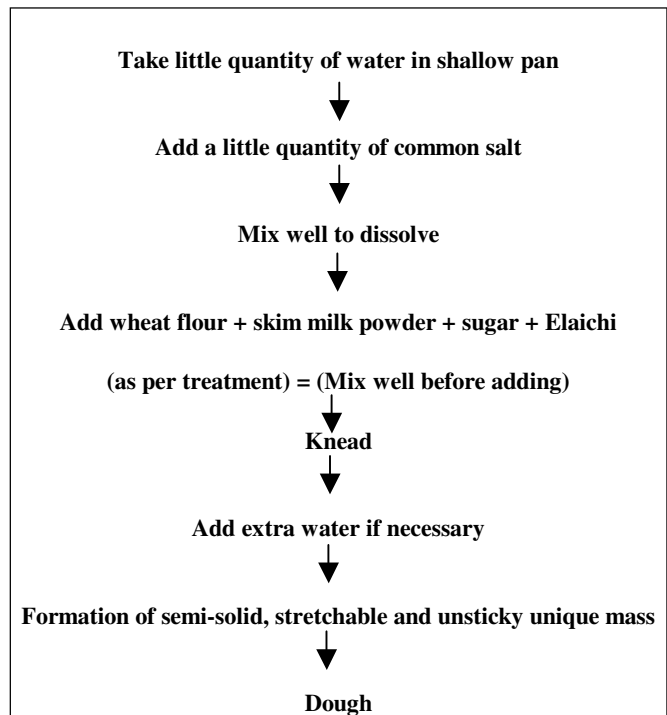 Take little quantity of water in shallow pan
Add a little quantity of common salt
Mix well to dissolve
Add wheat flour + skim milk powder + sugar + Elaichi
(as per treatment) = (Mix well before adding)
Knead
Add extra water if necessary
Formation of semi-solid, stretchable and unsticky unique mass
Dough